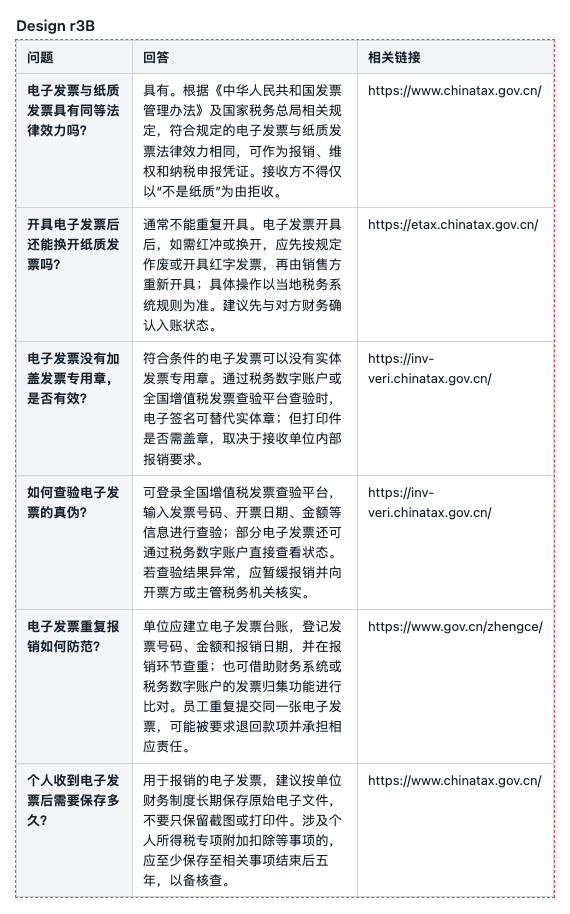 Design r3B
问题 回答 相关链接
电子发票与纸质
发票具有同等法
律效力吗？
具有。根据《中华人民共和国发票
管理办法》及国家税务总局相关规
定，符合规定的电子发票与纸质发
票法律效力相同，可作为报销、维
权和纳税申报凭证。接收方不得仅
以“不是纸质”为由拒收。
https://www.chinatax.gov.cn/
开具电子发票后
还能换开纸质发
票吗？
通常不能重复开具。电子发票开具
后，如需红冲或换开，应先按规定
作废或开具红字发票，再由销售方
重新开具；具体操作以当地税务系
统规则为准。建议先与对方财务确
认入账状态。
https://etax.chinatax.gov.cn/
电子发票没有加
盖发票专用章，
是否有效？
符合条件的电子发票可以没有实体
发票专用章。通过税务数字账户或
全国增值税发票查验平台查验时，
电子签名可替代实体章；但打印件
是否需盖章，取决于接收单位内部
报销要求。
https://inv-
veri.chinatax.gov.cn/
如何查验电子发
票的真伪？
可登录全国增值税发票查验平台，
输入发票号码、开票日期、金额等
信息进行查验；部分电子发票还可
通过税务数字账户直接查看状态。
若查验结果异常，应暂缓报销并向
开票方或主管税务机关核实。
https://inv-
veri.chinatax.gov.cn/
电子发票重复报
销如何防范？
单位应建立电子发票台账，登记发
票号码、金额和报销日期，并在报
销环节查重；也可借助财务系统或
税务数字账户的发票归集功能进行
比对。员工重复提交同一张电子发
票，可能被要求退回款项并承担相
应责任。
https://www.gov.cn/zhengce/
个人收到电子发
票后需要保存多
久？
用于报销的电子发票，建议按单位
财务制度长期保存原始电子文件，
不要只保留截图或打印件。涉及个
人所得税专项附加扣除等事项的，
应至少保存至相关事项结束后五
年，以备核查。
https://www.chinatax.gov.cn/